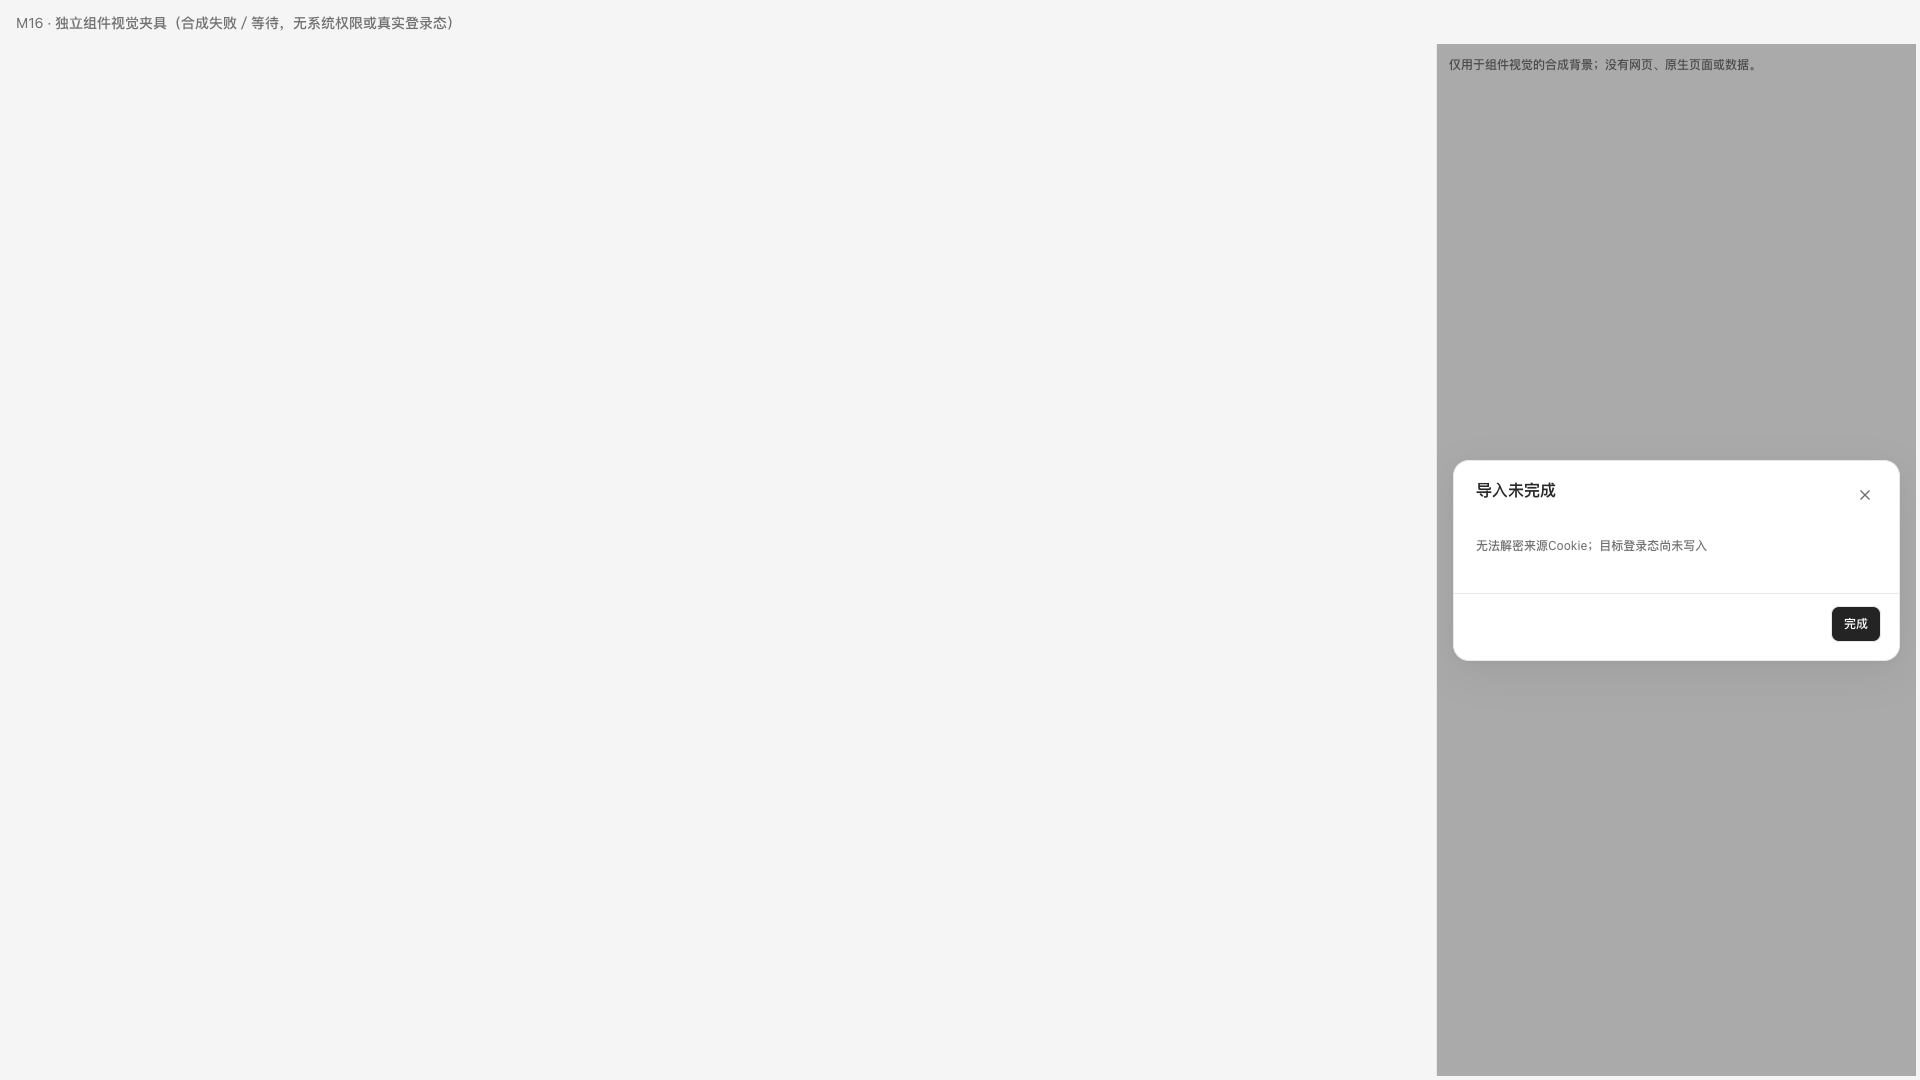 M16 · 独立组件视觉夹具（合成失败 / 等待，无系统权限或真实登录态）
仅用于组件视觉的合成背景；没有网页、原生页面或数据。
导入未完成
无法解密来源Cookie；目标登录态尚未写入
完成